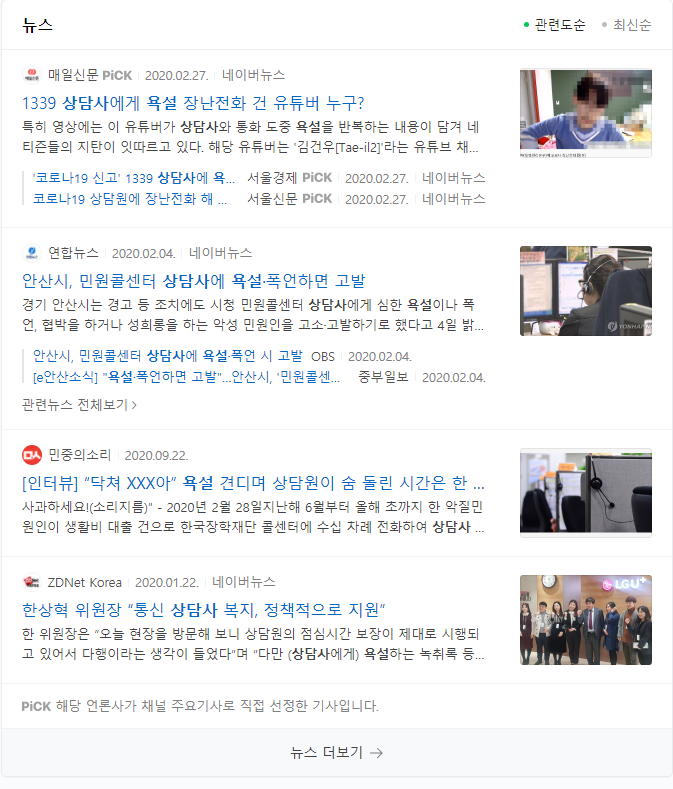 뉴스
관련도순 최신순
매일신문 PiCK 2020.02.27. 네이버뉴스
1339 상담사에게 욕설 장난전화 건 유튜버 누구?
특히 영상에는 이 유튜버가 상담사와 통화 도중 욕설을 반복하는 내용이 담겨 네
티즌들의 지탄이 잇따르고 있다. 해당 유튜버는 '김건우[Tae-il2]'라는 유튜브 채...
'코로나19 신고' 1339 상담사에 욕... 서울경제 PiCK 2020.02.27. 네이버뉴스
코로나19 상담원에 장난전화 해 ... 서울신문 PiCK 2020.02.27. 네이버뉴스
연합뉴스 2020.02.04. 네이버뉴스
안산시, 민원콜센터 상담사에 욕설·폭언하면 고발
경기 안산시는 경고 등 조치에도 시청 민원콜센터 상담사에게 심한 욕설이나 폭
언, 협박을 하거나 성희롱을 하는 악성 민원인을 고소·고발하기로 했다고 4일 밝...
YONHAP
안산시, 민원콜센터 상담사에 욕설·폭언 시 고발 OBS 2020.02.04.
[e안산소식] "욕설·폭언하면 고발"...안산시, '민원콜센... 중부일보 2020.02.04.
관련뉴스 전체보기
민중의소리 2020.09.22.
[인터뷰] “닥쳐 XXX아” 욕설 견디며 상담원이 숨 돌린 시간은 한 ...
사과하세요!(소리지름)” - 2020년 2월 28일지난해 6월부터 올해 초까지 한 악질민
원인이 생활비 대출 건으로 한국장학재단 콜센터에 수십 차례 전화하여 상담사 ...
ZDNet Korea 2020.01.22. 네이버뉴스
한상혁 위원장 “통신 상담사 복지, 정책적으로 지원”
LG U+
한 위원장은 “오늘 현장을 방문해 보니 상담원의 점심시간 보장이 제대로 시행되
고 있어서 다행이라는 생각이 들었다”며 “다만 (상담사에게) 욕설하는 녹취록 등...
PiCK 해당 언론사가 채널 주요기사로 직접 선정한 기사입니다.
뉴스 더보기